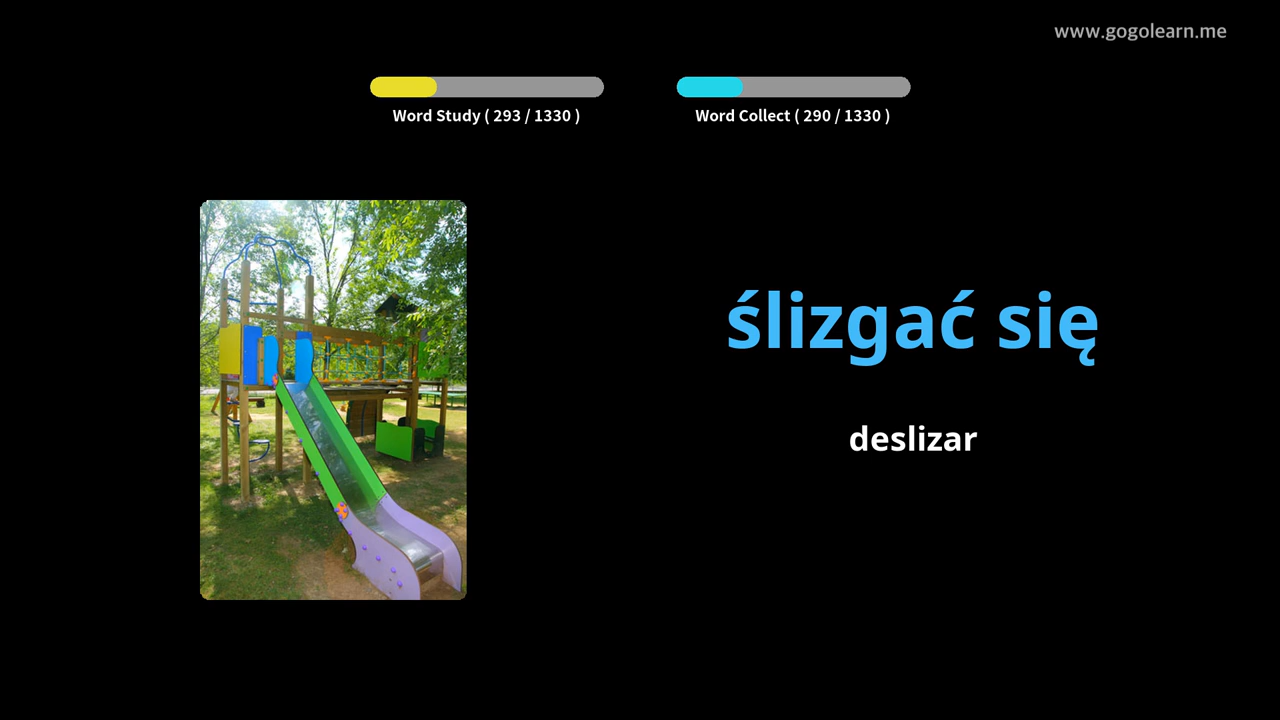 www.gogolearn.me
Word Study ( 293 / 1330 )
Word Collect ( 290 / 1330 )
ślizgać się
deslizar